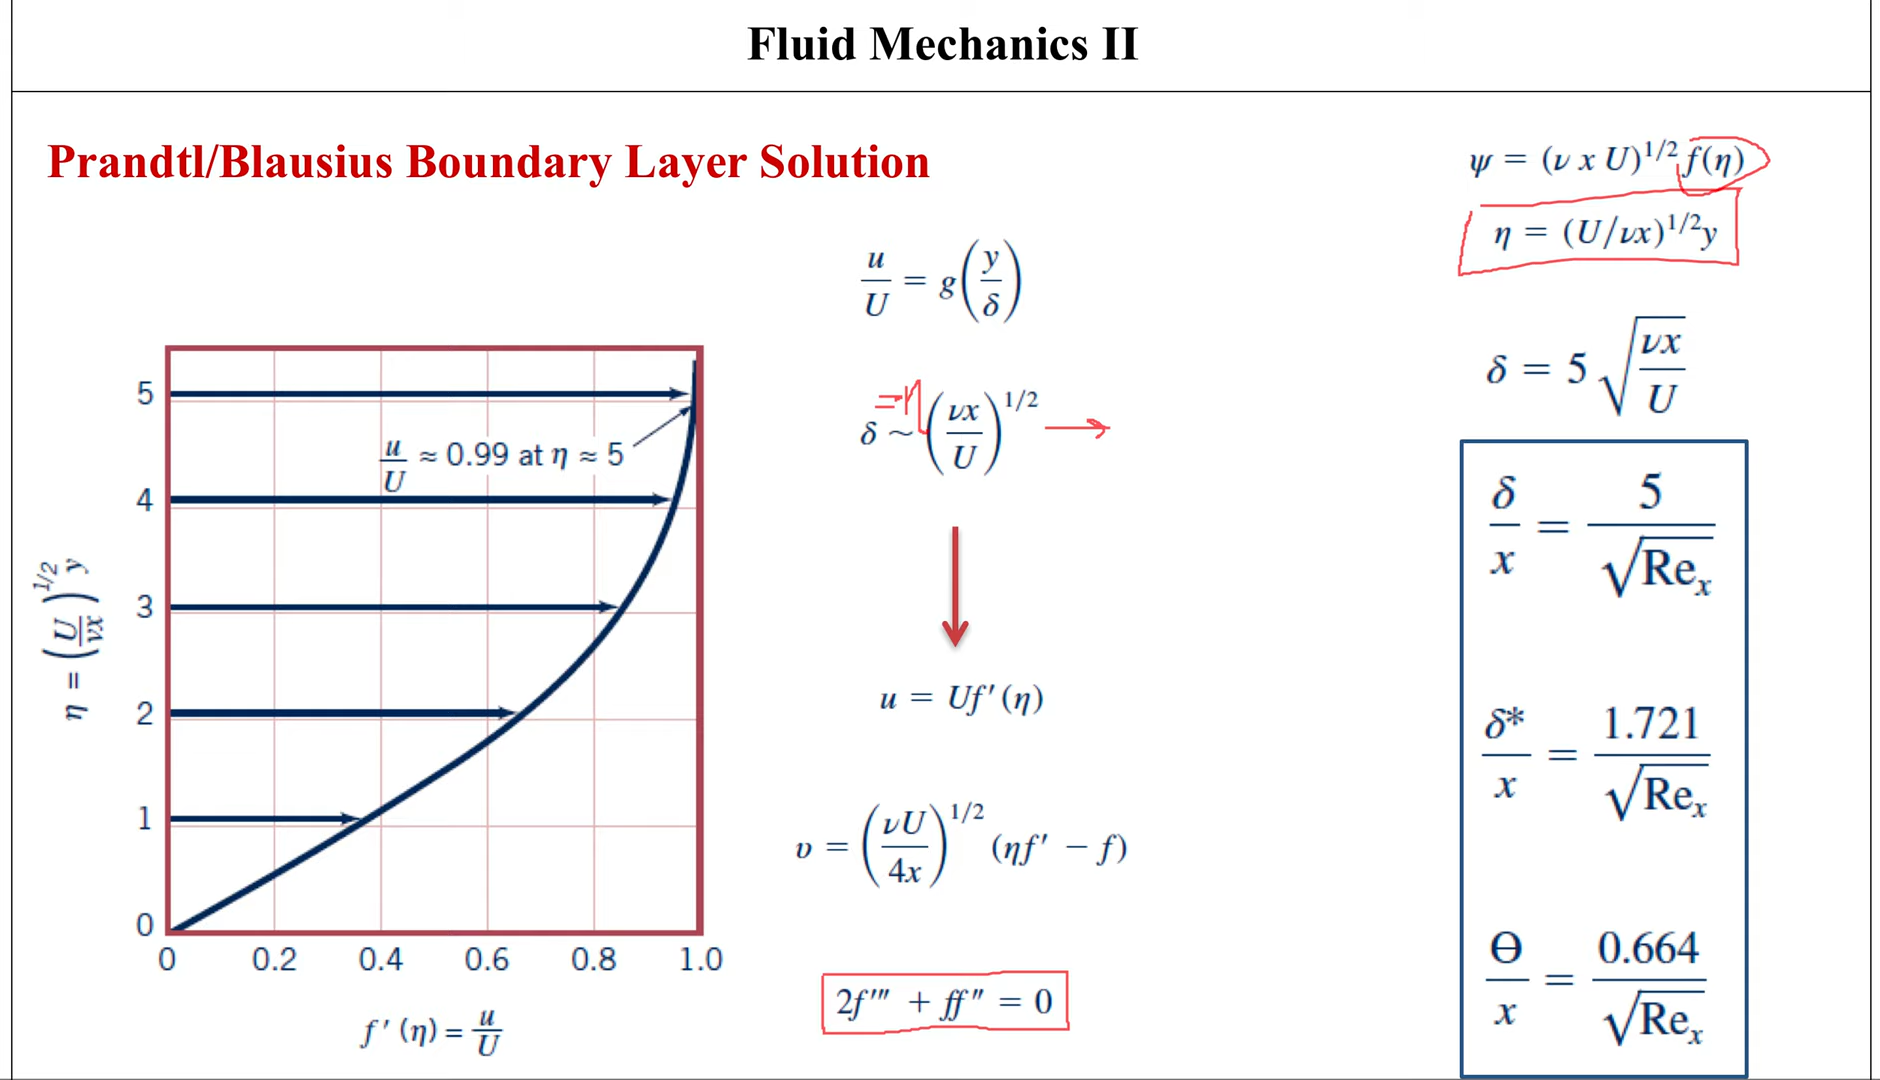 Fluid Mechanics II
Prandtl/Blausius Boundary Layer Solution
ψ = (ν x U)^1/2 f(η)
η = (U/νx)^1/2 y
u/U = g(y/δ)
δ = 5 √(νx/U)
= η
δ ~ (νx/U)^1/2
u = Uf′(η)
υ = (νU/4x)^1/2 (ηf′ − f)
2f‴ + ff″ = 0
δ/x = 5/√Re_x
δ*/x = 1.721/√Re_x
Θ/x = 0.664/√Re_x
η = (U/νx)^1/2 y
5
u/U ≈ 0.99 at η ≈ 5
4
3
2
1
0
0 0.2 0.4 0.6 0.8 1.0
f′(η) = u/U